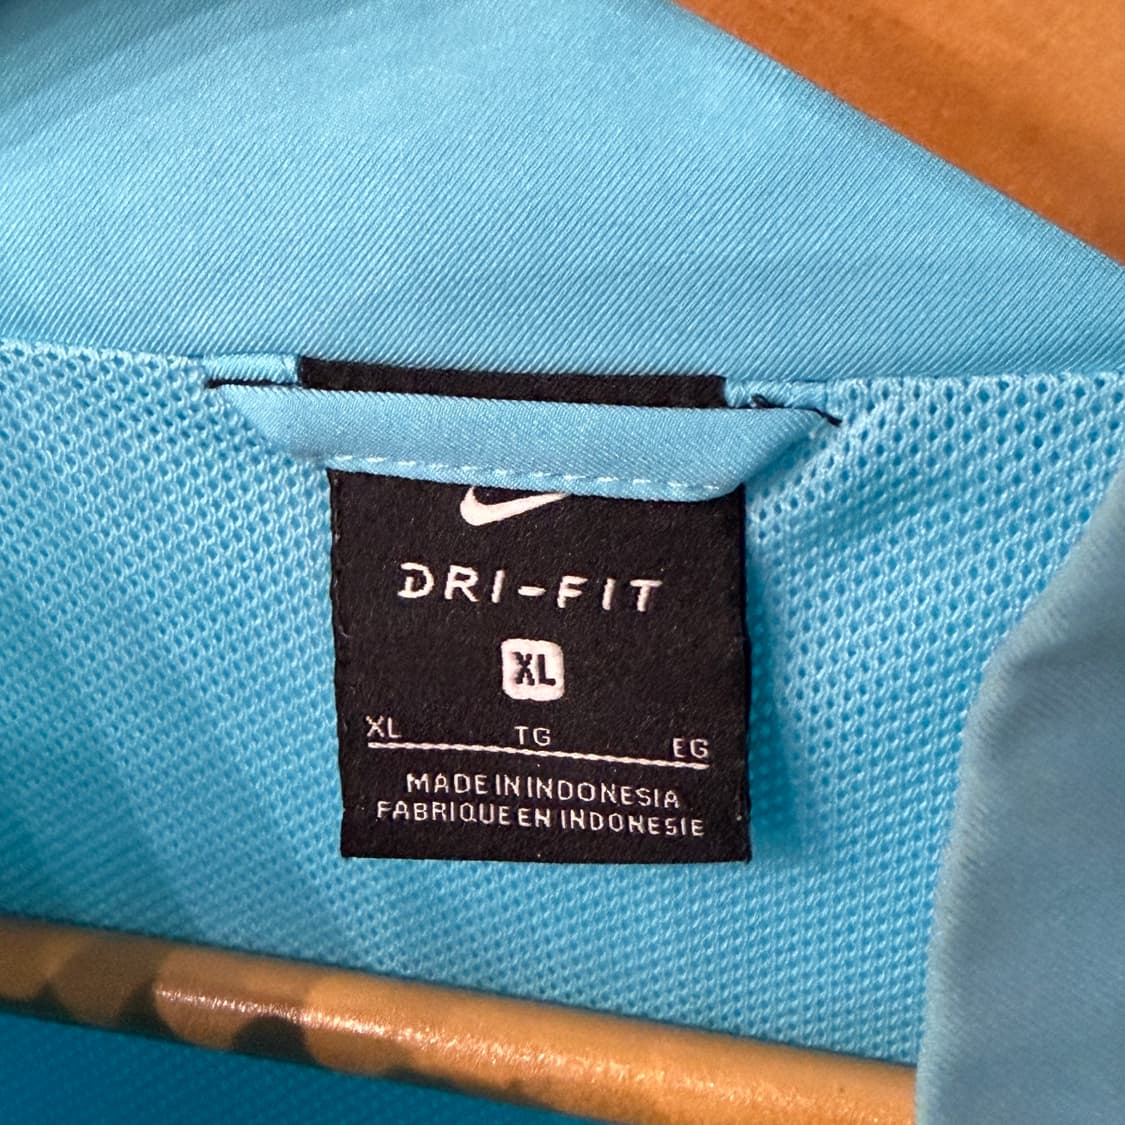 DRI-FIT
XL
XL TG EG
MADE IN INDONESIA
FABRIQUE EN INDONESIE